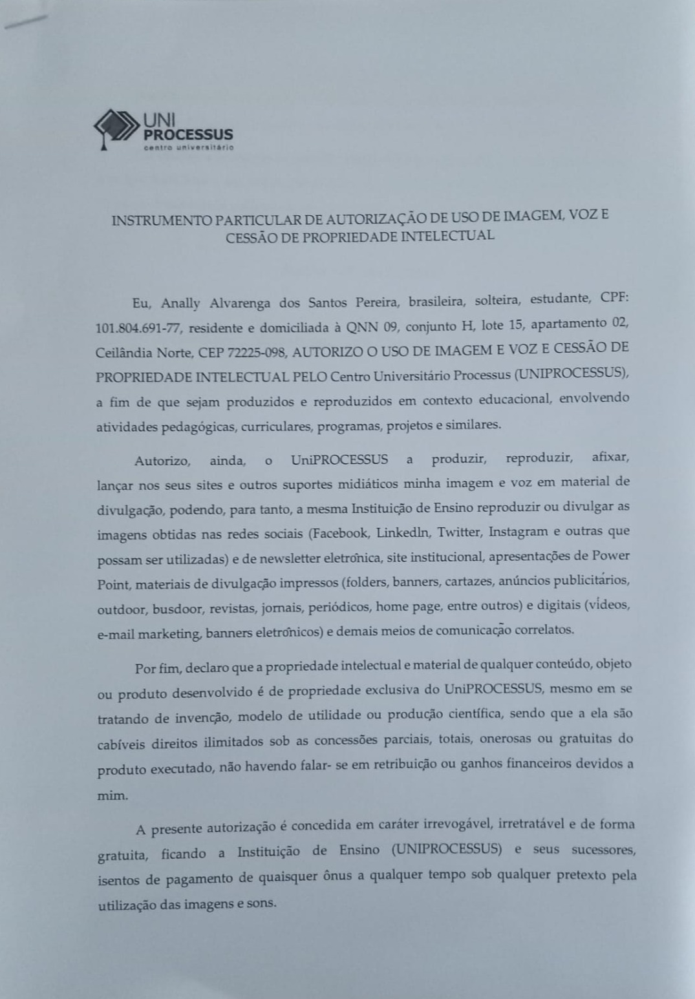 UNI
PROCESSUS
centro universitário
INSTRUMENTO PARTICULAR DE AUTORIZAÇÃO DE USO DE IMAGEM, VOZ E
CESSÃO DE PROPRIEDADE INTELECTUAL
Eu, Anally Alvarenga dos Santos Pereira, brasileira, solteira, estudante, CPF:
101.804.691-77, residente e domiciliada à QNN 09, conjunto H, lote 15, apartamento 02,
Ceilândia Norte, CEP 72225-098, AUTORIZO O USO DE IMAGEM E VOZ E CESSÃO DE
PROPRIEDADE INTELECTUAL PELO Centro Universitário Processus (UNIPROCESSUS),
a fim de que sejam produzidos e reproduzidos em contexto educacional, envolvendo
atividades pedagógicas, curriculares, programas, projetos e similares.
Autorizo, ainda, o UniPROCESSUS a produzir, reproduzir, afixar,
lançar nos seus sites e outros suportes midiáticos minha imagem e voz em material de
divulgação, podendo, para tanto, a mesma Instituição de Ensino reproduzir ou divulgar as
imagens obtidas nas redes sociais (Facebook, Linkedln, Twitter, Instagram e outras que
possam ser utilizadas) e de newsletter eletrônica, site institucional, apresentações de Power
Point, materiais de divulgação impressos (folders, banners, cartazes, anúncios publicitários,
outdoor, busdoor, revistas, jornais, periódicos, home page, entre outros) e digitais (vídeos,
e-mail marketing, banners eletrônicos) e demais meios de comunicação correlatos.
Por fim, declaro que a propriedade intelectual e material de qualquer conteúdo, objeto
ou produto desenvolvido é de propriedade exclusiva do UniPROCESSUS, mesmo em se
tratando de invenção, modelo de utilidade ou produção científica, sendo que a ela são
cabíveis direitos ilimitados sob as concessões parciais, totais, onerosas ou gratuitas do
produto executado, não havendo falar- se em retribuição ou ganhos financeiros devidos a
mim.
A presente autorização é concedida em caráter irrevogável, irretratável e de forma
gratuita, ficando a Instituição de Ensino (UNIPROCESSUS) e seus sucessores,
isentos de pagamento de quaisquer ônus a qualquer tempo sob qualquer pretexto pela
utilização das imagens e sons.